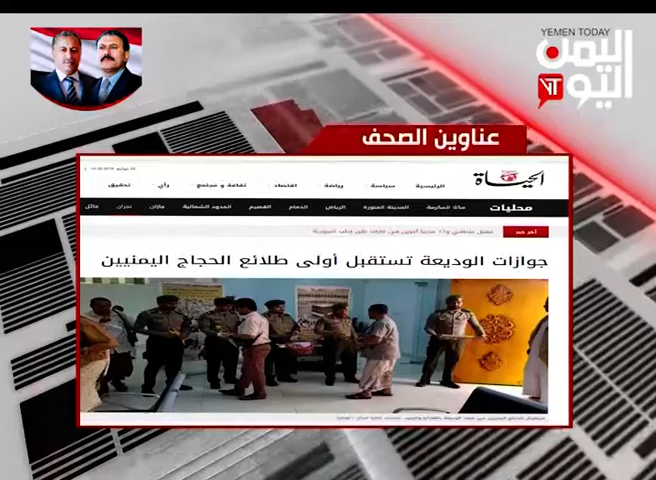 YEMEN TODAY
اليمن
اليوم
عناوين الصحف
الحياة
الرئيسية سياسة رياضة اقتصاد ثقافة و مجتمع رأي تحقيق
محليات
مكة المكرمة المدينة المنورة الرياض الدمام القصيم الحدود الشمالية جازان نجران حائل
آخر خبر
جوازات الوديعة تستقبل أولى طلائع الحجاج اليمنيين